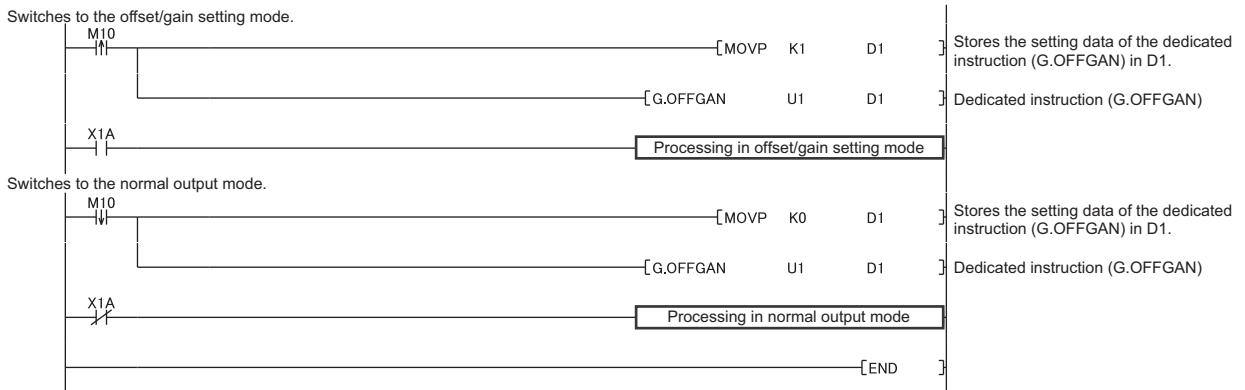 Switches to the offset/gain setting mode.
M10
MOVP K1 D1
Stores the setting data of the dedicated
instruction (G.OFFGAN) in D1.
G.OFFGAN U1 D1
Dedicated instruction (G.OFFGAN)
X1A
Processing in offset/gain setting mode
Switches to the normal output mode.
M10
MOVP K0 D1
Stores the setting data of the dedicated
instruction (G.OFFGAN) in D1.
G.OFFGAN U1 D1
Dedicated instruction (G.OFFGAN)
X1A
Processing in normal output mode
END